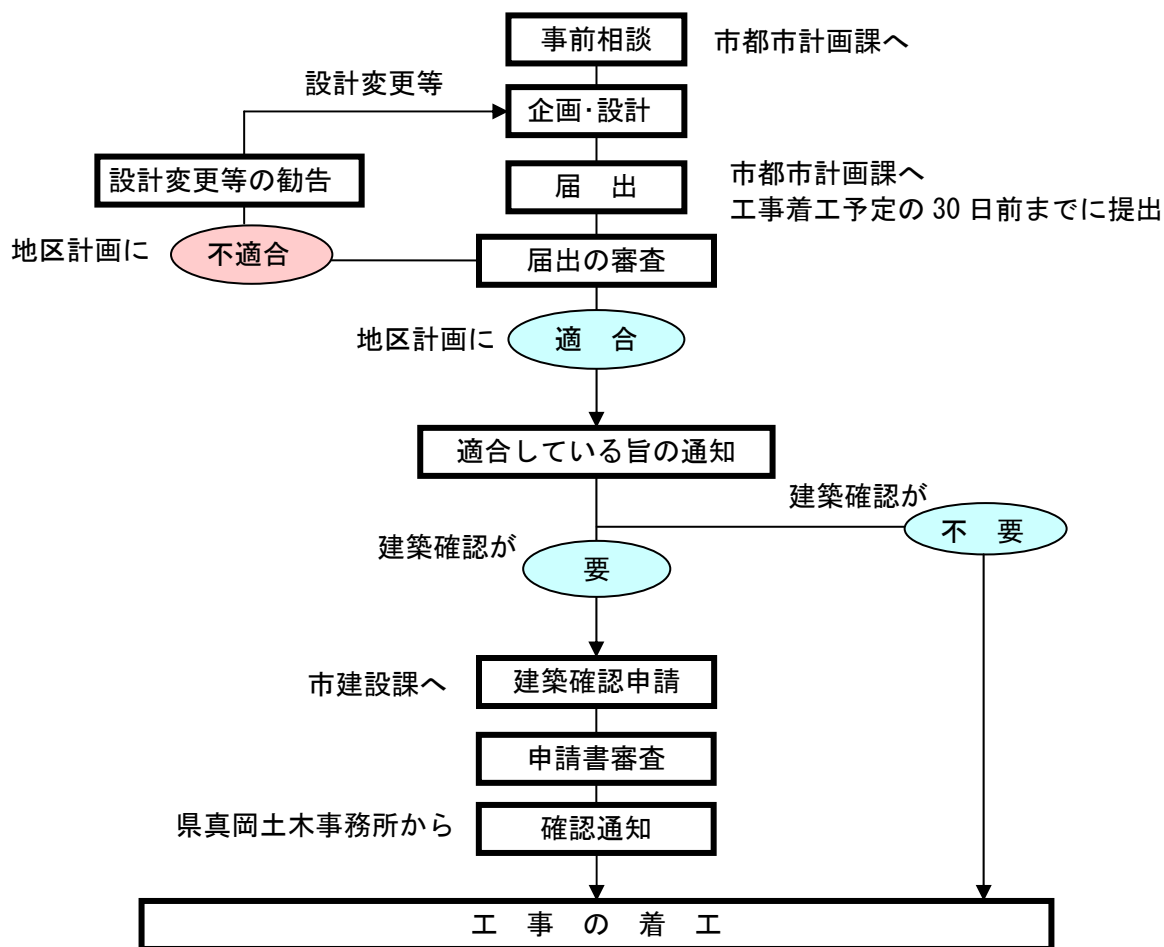 事前相談
市都市計画課へ
設計変更等
企画･設計
設計変更等の勧告
届　出
市都市計画課へ
工事着工予定の 30 日前までに提出
地区計画に
不適合
届出の審査
地区計画に
適　合
適合している旨の通知
建築確認が
不　要
建築確認が
要
市建設課へ
建築確認申請
申請書審査
県真岡土木事務所から
確認通知
工　事　の　着　工